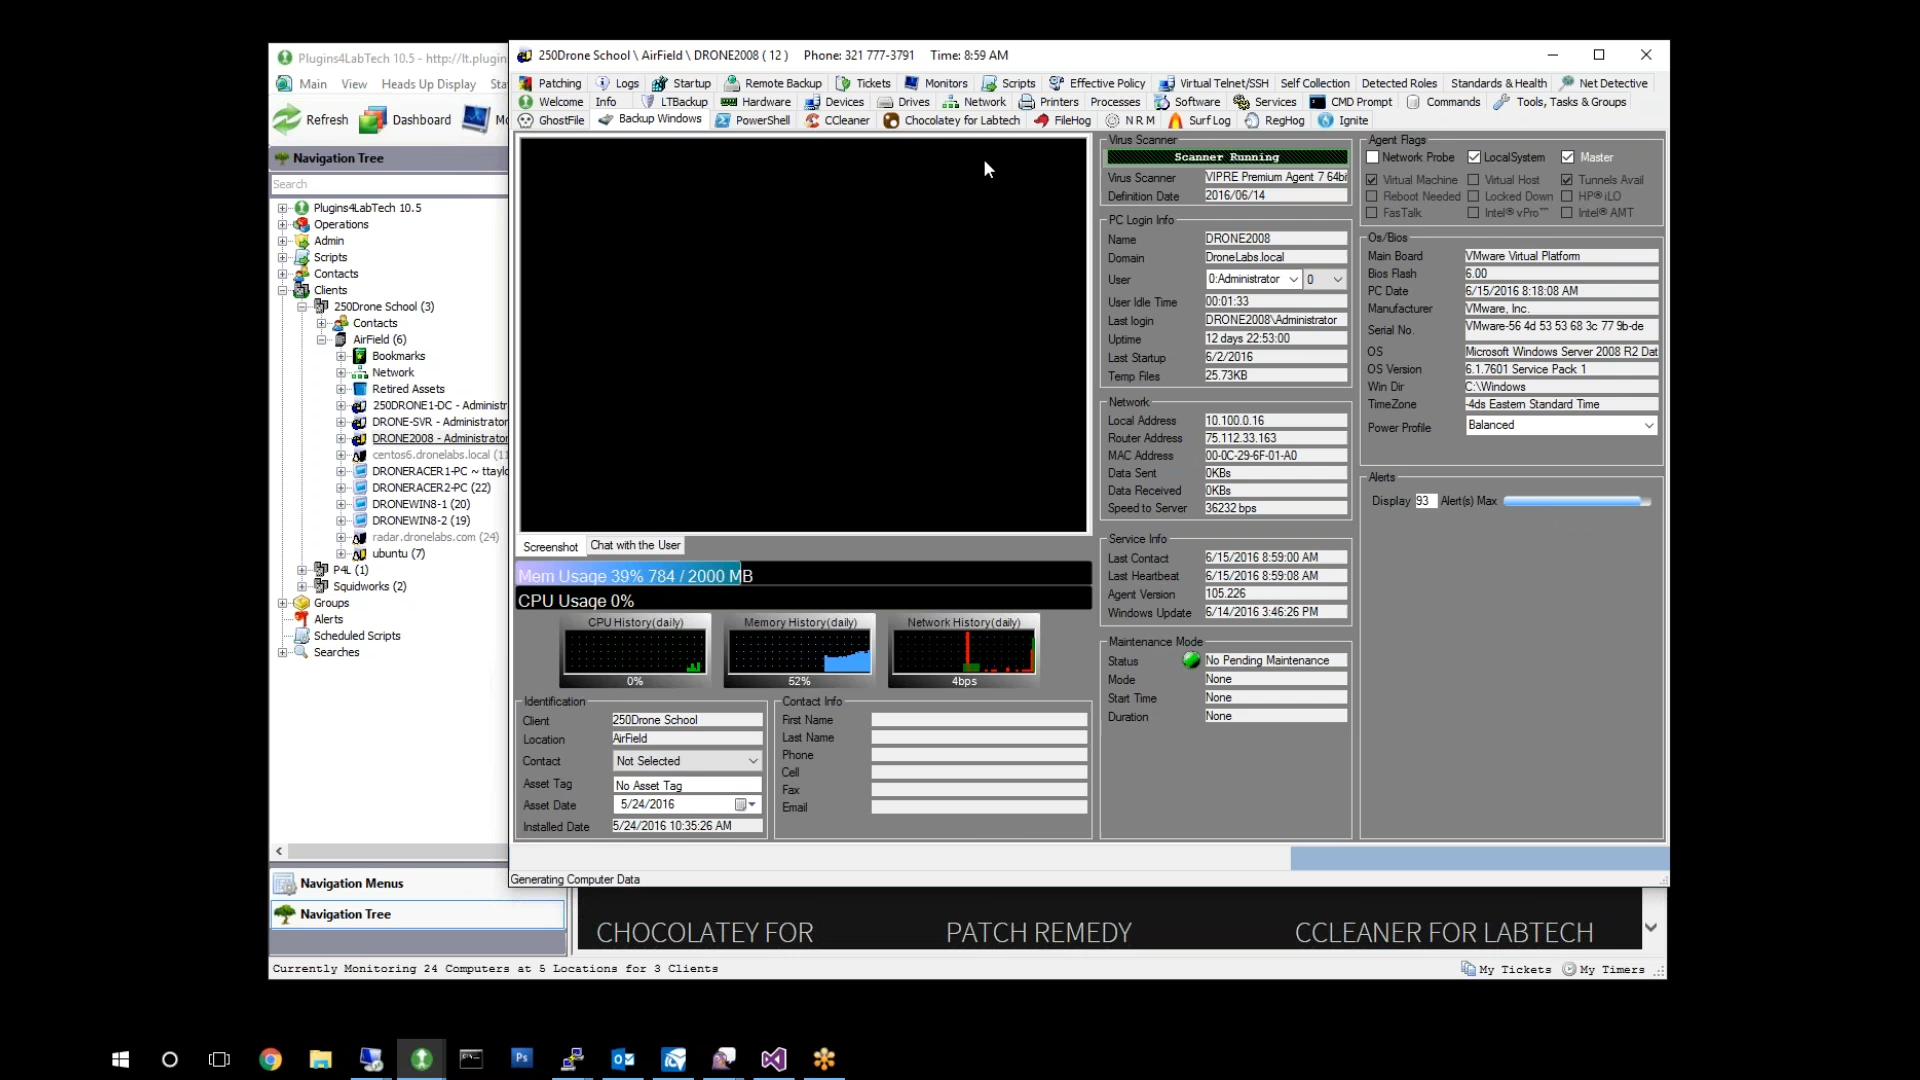 Plugins4LabTech 10.5 - http://lt.plugin
Main View Heads Up Display Sta
Refresh Dashboard Mo
Navigation Tree
Search
Plugins4LabTech 10.5
Operations
Admin
Scripts
Contacts
Clients
250Drone School (3)
Contacts
AirField (6)
Bookmarks
Network
Retired Assets
250DRONE1-DC - Administr
DRONE-SVR - Administrator
DRONE2008 - Administrator
centos6.dronelabs.local (1
DRONERACER1-PC ~ ttaylo
DRONERACER2-PC (22)
DRONEWIN8-1 (20)
DRONEWIN8-2 (19)
radar.dronelabs.com (24)
ubuntu (7)
P4L (1)
Squidworks (2)
Groups
Alerts
Scheduled Scripts
Searches
Navigation Menus
Navigation Tree
250Drone School \ AirField \ DRONE2008 ( 12 ) Phone: 321 777-3791 Time: 8:59 AM
Patching Logs Startup Remote Backup Tickets Monitors Scripts Effective Policy Virtual Telnet/SSH Self Collection Detected Roles Standards & Health Net Detective
Welcome Info LTBackup Hardware Devices Drives Network Printers Processes Software Services CMD Prompt Commands Tools, Tasks & Groups
GhostFile Backup Windows PowerShell CCleaner Chocolatey for Labtech FileHog N R M Surf Log RegHog Ignite
Screenshot Chat with the User
Mem Usage 39% 784 / 2000 MB
CPU Usage 0%
CPU History(daily) Memory History(daily) Network History(daily)
0% 52% 4bps
Identification
Client 250Drone School
Location AirField
Contact Not Selected
Asset Tag No Asset Tag
Asset Date 5/24/2016
Installed Date 5/24/2016 10:35:26 AM
Contact Info
First Name
Last Name
Phone
Cell
Fax
Email
Virus Scanner
Scanner Running
Virus Scanner VIPRE Premium Agent 7 64bi
Definition Date 2016/06/14
PC Login Info
Name DRONE2008
Domain DroneLabs.local
User 0:Administrator 0
User Idle Time 00:01:33
Last login DRONE2008\Administrator
Uptime 12 days 22:53:00
Last Startup 6/2/2016
Temp Files 25.73KB
Network
Local Address 10.100.0.16
Router Address 75.112.33.163
MAC Address 00-0C-29-6F-01-A0
Data Sent 0KBs
Data Received 0KBs
Speed to Server 36232 bps
Service Info
Last Contact 6/15/2016 8:59:00 AM
Last Heartbeat 6/15/2016 8:59:08 AM
Agent Version 105.226
Windows Update 6/14/2016 3:46:26 PM
Maintenance Mode
Status No Pending Maintenance
Mode None
Start Time None
Duration None
Agent Flags
Network Probe LocalSystem Master
Virtual Machine Virtual Host Tunnels Avail
Reboot Needed Locked Down HP® iLO
FasTalk Intel® vPro™ Intel® AMT
Os/Bios
Main Board VMware Virtual Platform
Bios Flash 6.00
PC Date 6/15/2016 8:18:08 AM
Manufacturer VMware, Inc.
Serial No. VMware-56 4d 53 53 68 3c 77 9b-de
OS Microsoft Windows Server 2008 R2 Dat
OS Version 6.1.7601 Service Pack 1
Win Dir C:\Windows
TimeZone -4ds Eastern Standard Time
Power Profile Balanced
Alerts
Display 93 Alert(s) Max
Generating Computer Data
CHOCOLATEY FOR PATCH REMEDY CCLEANER FOR LABTECH
Currently Monitoring 24 Computers at 5 Locations for 3 Clients
My Tickets My Timers
Ps